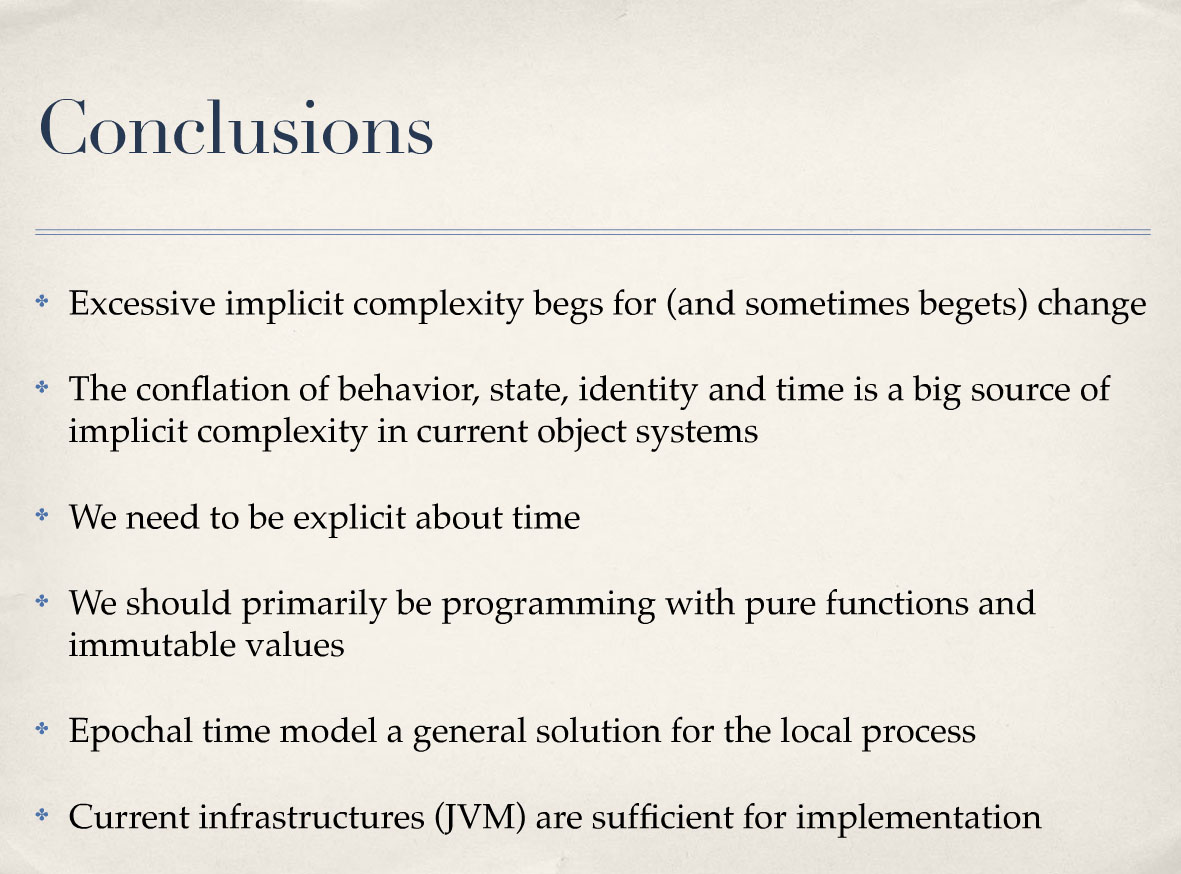 Conclusions
Excessive implicit complexity begs for (and sometimes begets) change
The conflation of behavior, state, identity and time is a big source of
implicit complexity in current object systems
We need to be explicit about time
We should primarily be programming with pure functions and
immutable values
Epochal time model a general solution for the local process
Current infrastructures (JVM) are sufficient for implementation